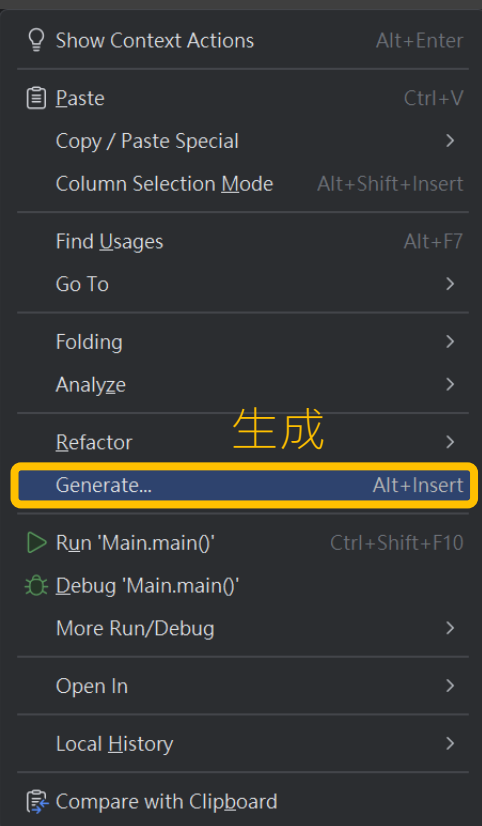 Show Context Actions Alt+Enter
Paste Ctrl+V
Copy / Paste Special
Column Selection Mode Alt+Shift+Insert
Find Usages Alt+F7
Go To
Folding
Analyze
生成
Refactor
Generate... Alt+Insert
Run 'Main.main()' Ctrl+Shift+F10
Debug 'Main.main()'
More Run/Debug
Open In
Local History
Compare with Clipboard